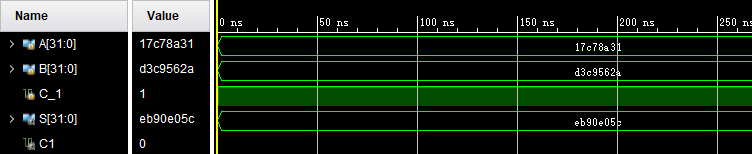 Name Value 0 ns 50 ns 100 ns 150 ns 200 ns 250 ns
A[31:0] 17c78a31 17c78a31
B[31:0] d3c9562a d3c9562a
C_1 1
S[31:0] eb90e05c eb90e05c
C1 0